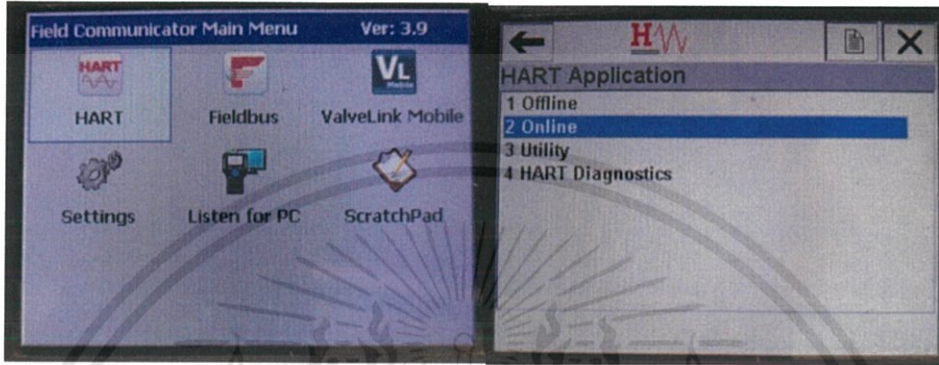 Field Communicator Main Menu Ver: 3.9
HART
HART
Fieldbus
VL
Mobile
ValveLink Mobile
Settings
Listen for PC
ScratchPad
H
HART Application
1 Offline
2 Online
3 Utility
4 HART Diagnostics